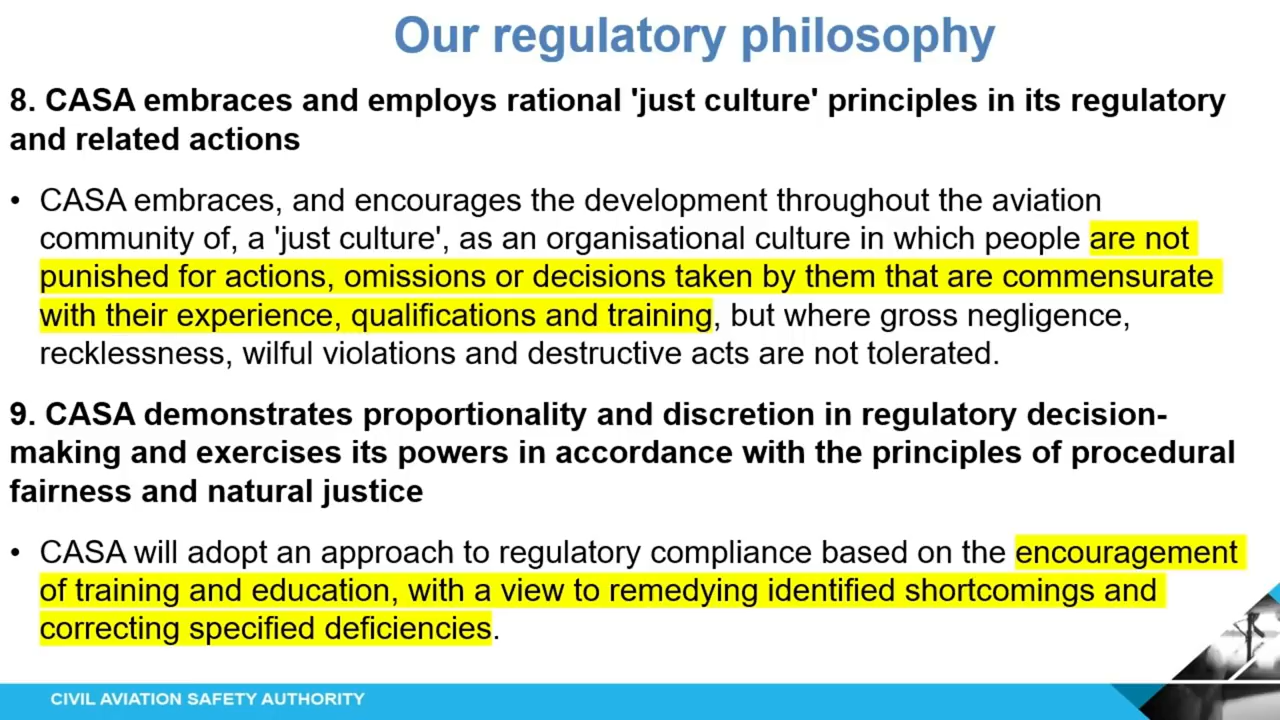 Our regulatory philosophy
8. CASA embraces and employs rational 'just culture' principles in its regulatory
and related actions
• CASA embraces, and encourages the development throughout the aviation
community of, a 'just culture', as an organisational culture in which people are not
punished for actions, omissions or decisions taken by them that are commensurate
with their experience, qualifications and training, but where gross negligence,
recklessness, wilful violations and destructive acts are not tolerated.
9. CASA demonstrates proportionality and discretion in regulatory decision-
making and exercises its powers in accordance with the principles of procedural
fairness and natural justice
• CASA will adopt an approach to regulatory compliance based on the encouragement
of training and education, with a view to remedying identified shortcomings and
correcting specified deficiencies.
CIVIL AVIATION SAFETY AUTHORITY